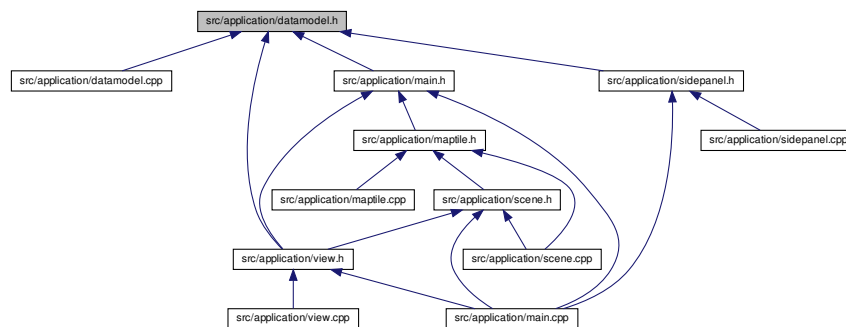 src/application/datamodel.h
src/application/datamodel.cpp
src/application/main.h
src/application/sidepanel.h
src/application/maptile.h
src/application/sidepanel.cpp
src/application/maptile.cpp
src/application/scene.h
src/application/view.h
src/application/scene.cpp
src/application/view.cpp
src/application/main.cpp